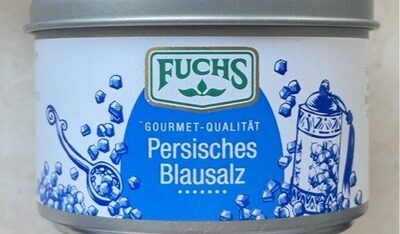 FUCHS
GOURMET-QUALITÄT
Persisches
Blausalz